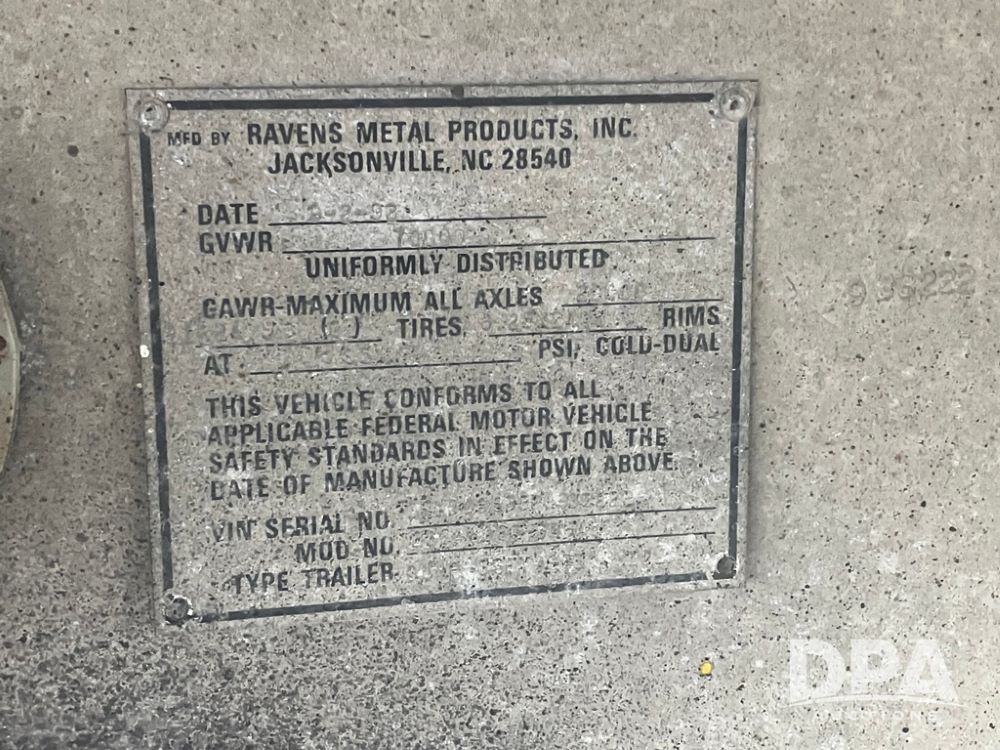 MFD BY RAVENS METAL PRODUCTS, INC.
JACKSONVILLE, NC 28540
DATE
GVWR
UNIFORMLY DISTRIBUTED
GAWR-MAXIMUM ALL AXLES
( ) TIRES, RIMS
AT PSI, COLD-DUAL
THIS VEHICLE CONFORMS TO ALL
APPLICABLE FEDERAL MOTOR VEHICLE
SAFETY STANDARDS IN EFFECT ON THE
DATE OF MANUFACTURE SHOWN ABOVE.
VIN SERIAL NO.
MOD NO.
TYPE TRAILER
DPA
AUCTIONS